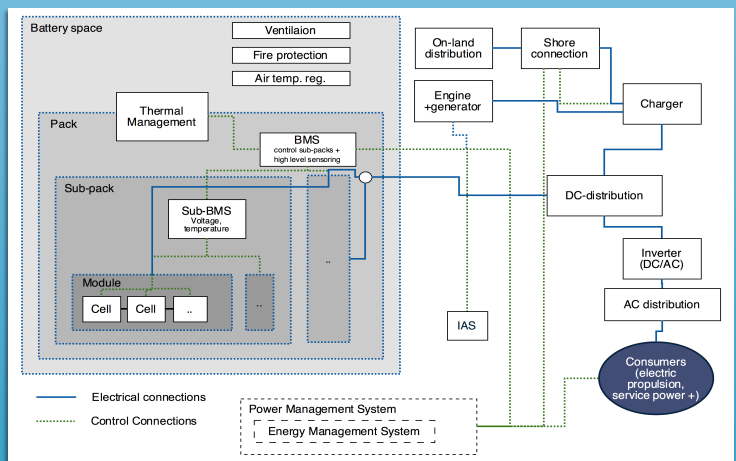 Battery space
Ventilaion
Fire protection
Air temp. reg.
On-land
distribution
Shore
connection
Engine
+generator
Charger
Thermal
Management
Pack
BMS
control sub-packs +
high level sensoring
Sub-pack
Sub-BMS
Voltage,
temperature
DC-distribution
Inverter
(DC/AC)
Module
Cell
Cell
..
..
..
IAS
AC distribution
Consumers
(electric
propulsion,
service power +)
Electrical connections
Control Connections
Power Management System
Energy Management System